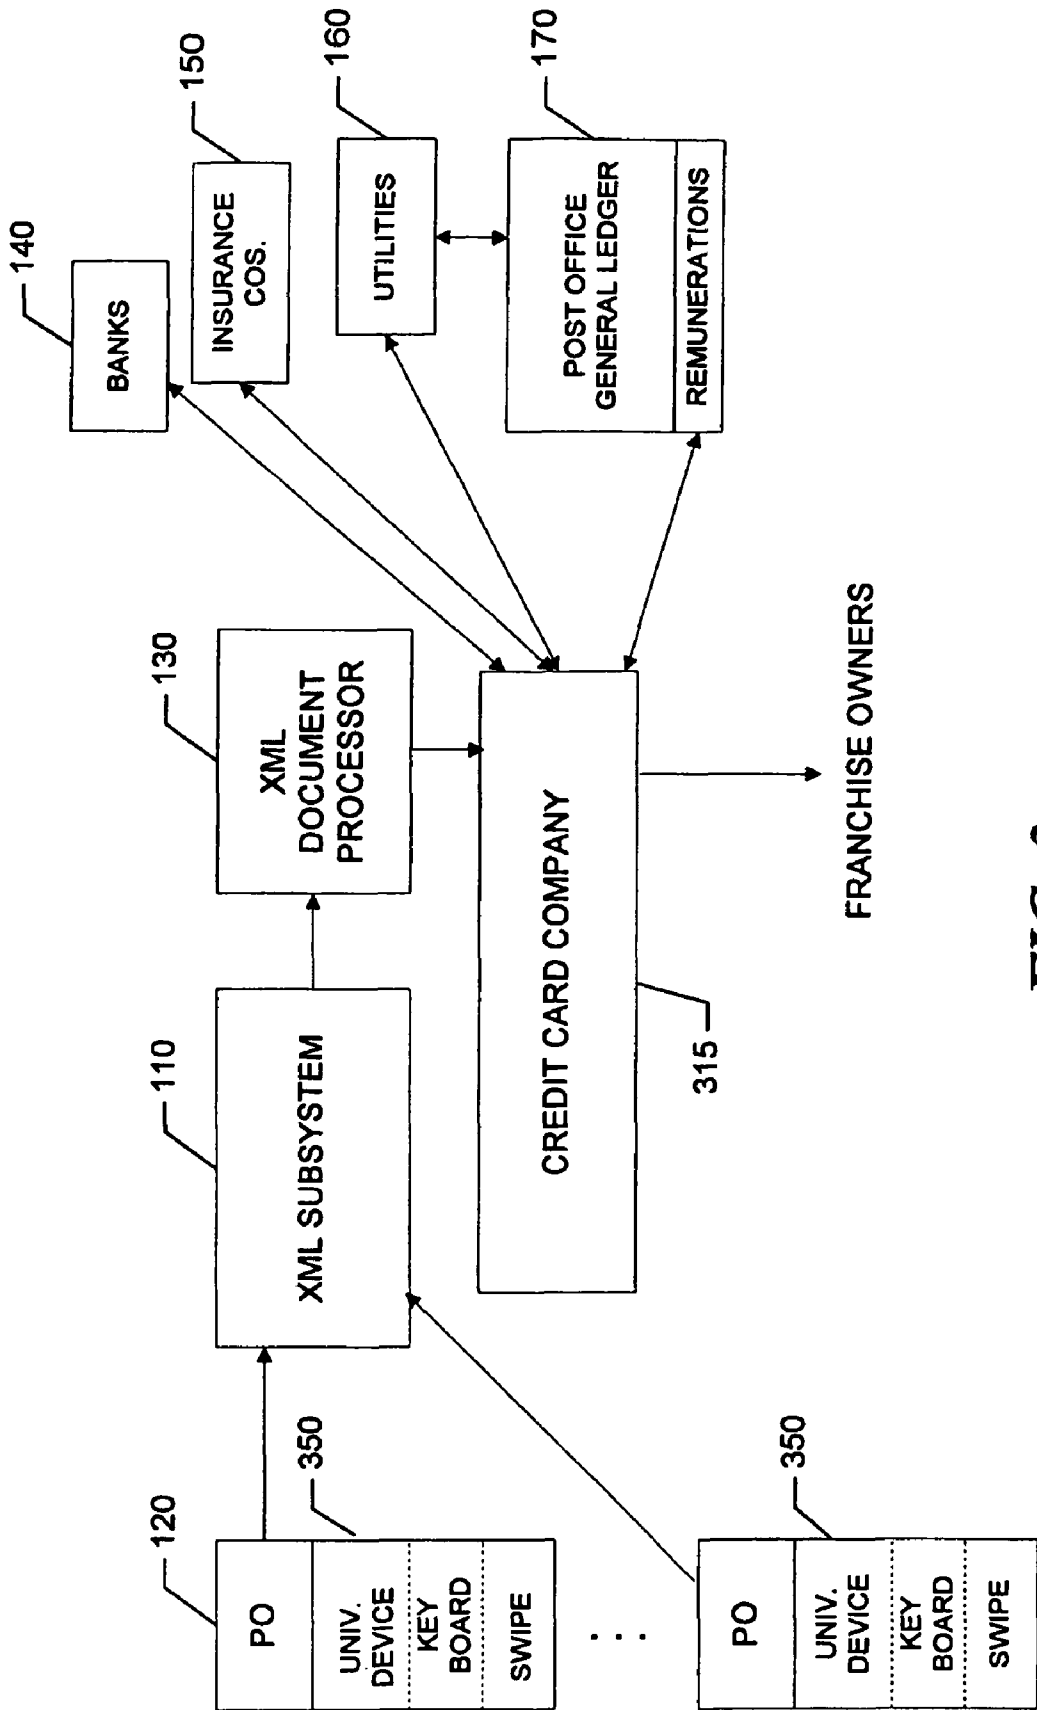 120
PO
350
UNIV.
DEVICE
KEY
BOARD
SWIPE
. . .
PO
350
UNIV.
DEVICE
KEY
BOARD
SWIPE
110
XML SUBSYSTEM
130
XML
DOCUMENT
PROCESSOR
CREDIT CARD COMPANY
315
FRANCHISE OWNERS
140
BANKS
150
INSURANCE
COS.
160
UTILITIES
170
POST OFFICE
GENERAL LEDGER
REMUNERATIONS